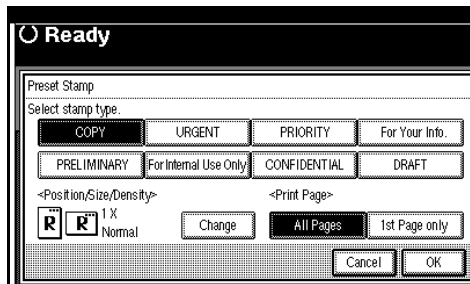 Ready
Preset Stamp
Select stamp type.
COPY URGENT PRIORITY For Your Info.
PRELIMINARY For Internal Use Only CONFIDENTIAL DRAFT
<Position/Size/Density> <Print Page>
R R 1 X
Normal Change All Pages 1st Page only
Cancel OK